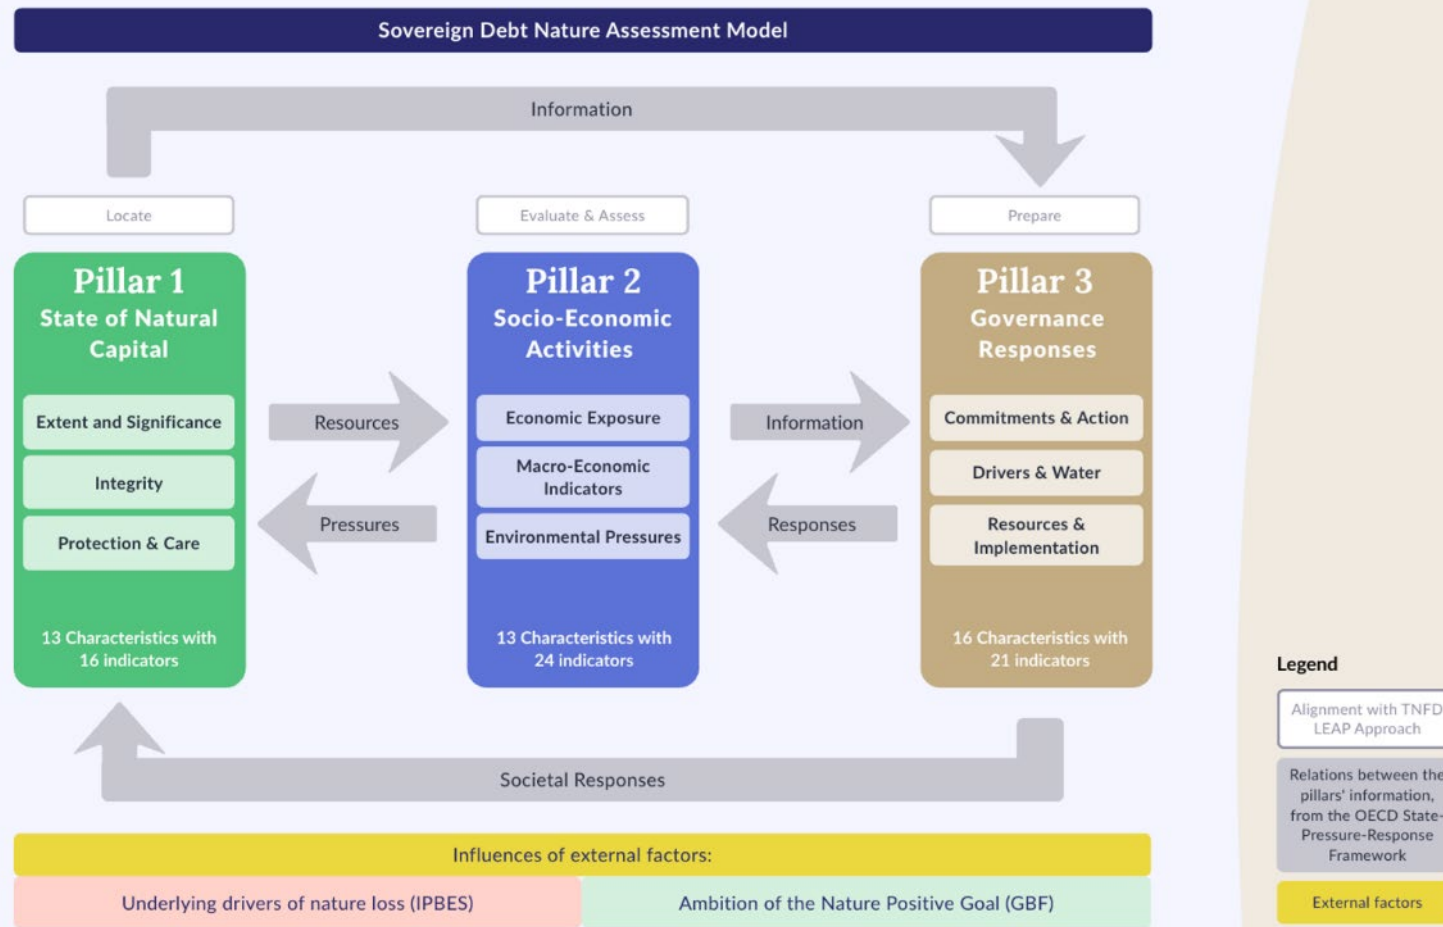 Sovereign Debt Nature Assessment Model
Information
Locate
Evaluate & Assess
Prepare
Pillar 1
State of Natural
Capital
Extent and Significance
Integrity
Protection & Care
13 Characteristics with
16 indicators
Resources
Pressures
Pillar 2
Socio-Economic
Activities
Economic Exposure
Macro-Economic
Indicators
Environmental Pressures
13 Characteristics with
24 indicators
Information
Responses
Pillar 3
Governance
Responses
Commitments & Action
Drivers & Water
Resources &
Implementation
16 Characteristics with
21 indicators
Societal Responses
Influences of external factors:
Underlying drivers of nature loss (IPBES)
Ambition of the Nature Positive Goal (GBF)
Legend
Alignment with TNFD
LEAP Approach
Relations between the
pillars' information,
from the OECD State-
Pressure-Response
Framework
External factors